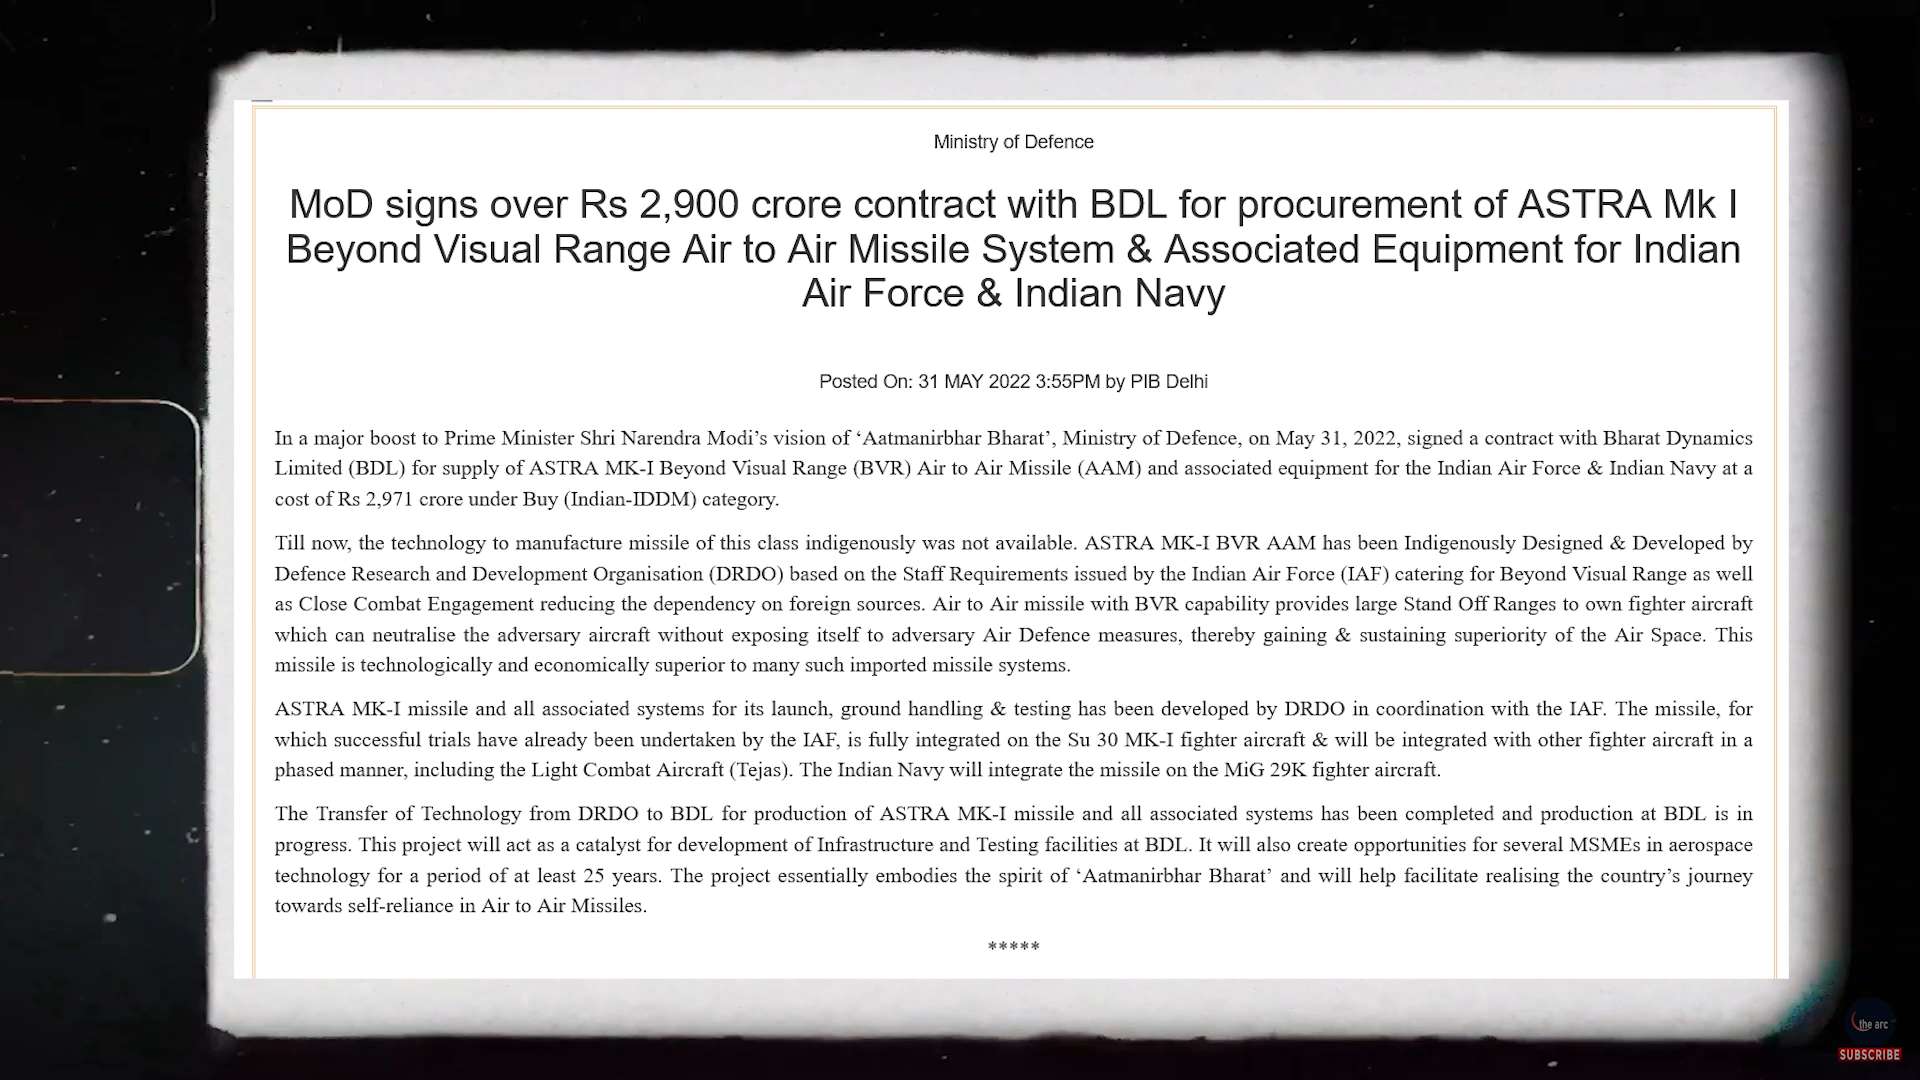 Ministry of Defence
MoD signs over Rs 2,900 crore contract with BDL for procurement of ASTRA Mk I
Beyond Visual Range Air to Air Missile System & Associated Equipment for Indian
Air Force & Indian Navy
Posted On: 31 MAY 2022 3:55PM by PIB Delhi
In a major boost to Prime Minister Shri Narendra Modi’s vision of ‘Aatmanirbhar Bharat’, Ministry of Defence, on May 31, 2022, signed a contract with Bharat Dynamics
Limited (BDL) for supply of ASTRA MK-I Beyond Visual Range (BVR) Air to Air Missile (AAM) and associated equipment for the Indian Air Force & Indian Navy at a
cost of Rs 2,971 crore under Buy (Indian-IDDM) category.
Till now, the technology to manufacture missile of this class indigenously was not available. ASTRA MK-I BVR AAM has been Indigenously Designed & Developed by
Defence Research and Development Organisation (DRDO) based on the Staff Requirements issued by the Indian Air Force (IAF) catering for Beyond Visual Range as well
as Close Combat Engagement reducing the dependency on foreign sources. Air to Air missile with BVR capability provides large Stand Off Ranges to own fighter aircraft
which can neutralise the adversary aircraft without exposing itself to adversary Air Defence measures, thereby gaining & sustaining superiority of the Air Space. This
missile is technologically and economically superior to many such imported missile systems.
ASTRA MK-I missile and all associated systems for its launch, ground handling & testing has been developed by DRDO in coordination with the IAF. The missile, for
which successful trials have already been undertaken by the IAF, is fully integrated on the Su 30 MK-I fighter aircraft & will be integrated with other fighter aircraft in a
phased manner, including the Light Combat Aircraft (Tejas). The Indian Navy will integrate the missile on the MiG 29K fighter aircraft.
The Transfer of Technology from DRDO to BDL for production of ASTRA MK-I missile and all associated systems has been completed and production at BDL is in
progress. This project will act as a catalyst for development of Infrastructure and Testing facilities at BDL. It will also create opportunities for several MSMEs in aerospace
technology for a period of at least 25 years. The project essentially embodies the spirit of ‘Aatmanirbhar Bharat’ and will help facilitate realising the country’s journey
towards self-reliance in Air to Air Missiles.
*****
the arc
SUBSCRIBE